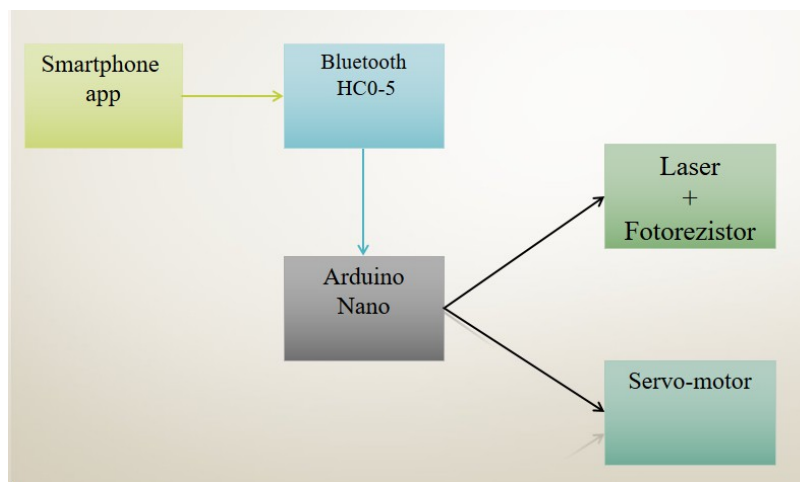 Smartphone
app
Bluetooth
HC0-5
Arduino
Nano
Laser
+
Fotorezistor
Servo-motor